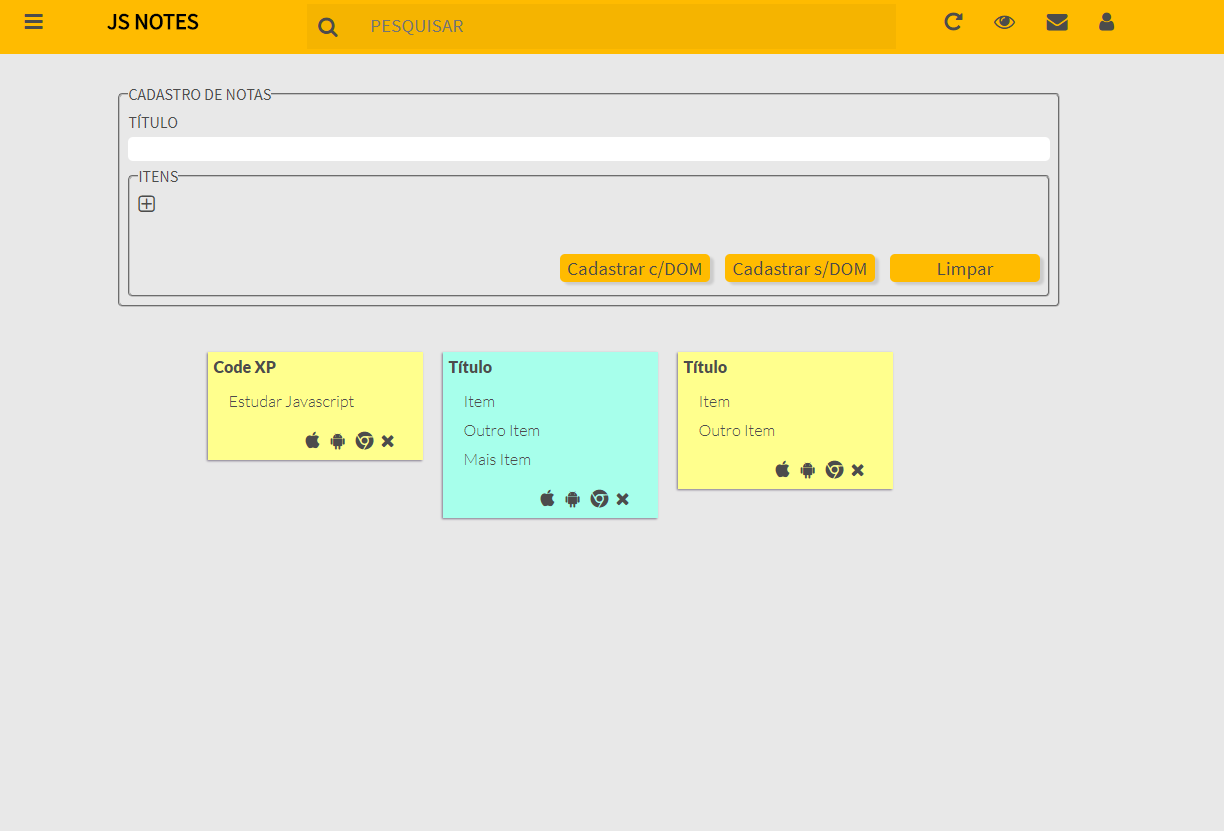 JS NOTES
PESQUISAR
CADASTRO DE NOTAS
TÍTULO
ITENS
Cadastrar c/DOM Cadastrar s/DOM Limpar
Code XP
Estudar Javascript
Título
Item
Outro Item
Mais Item
Título
Item
Outro Item